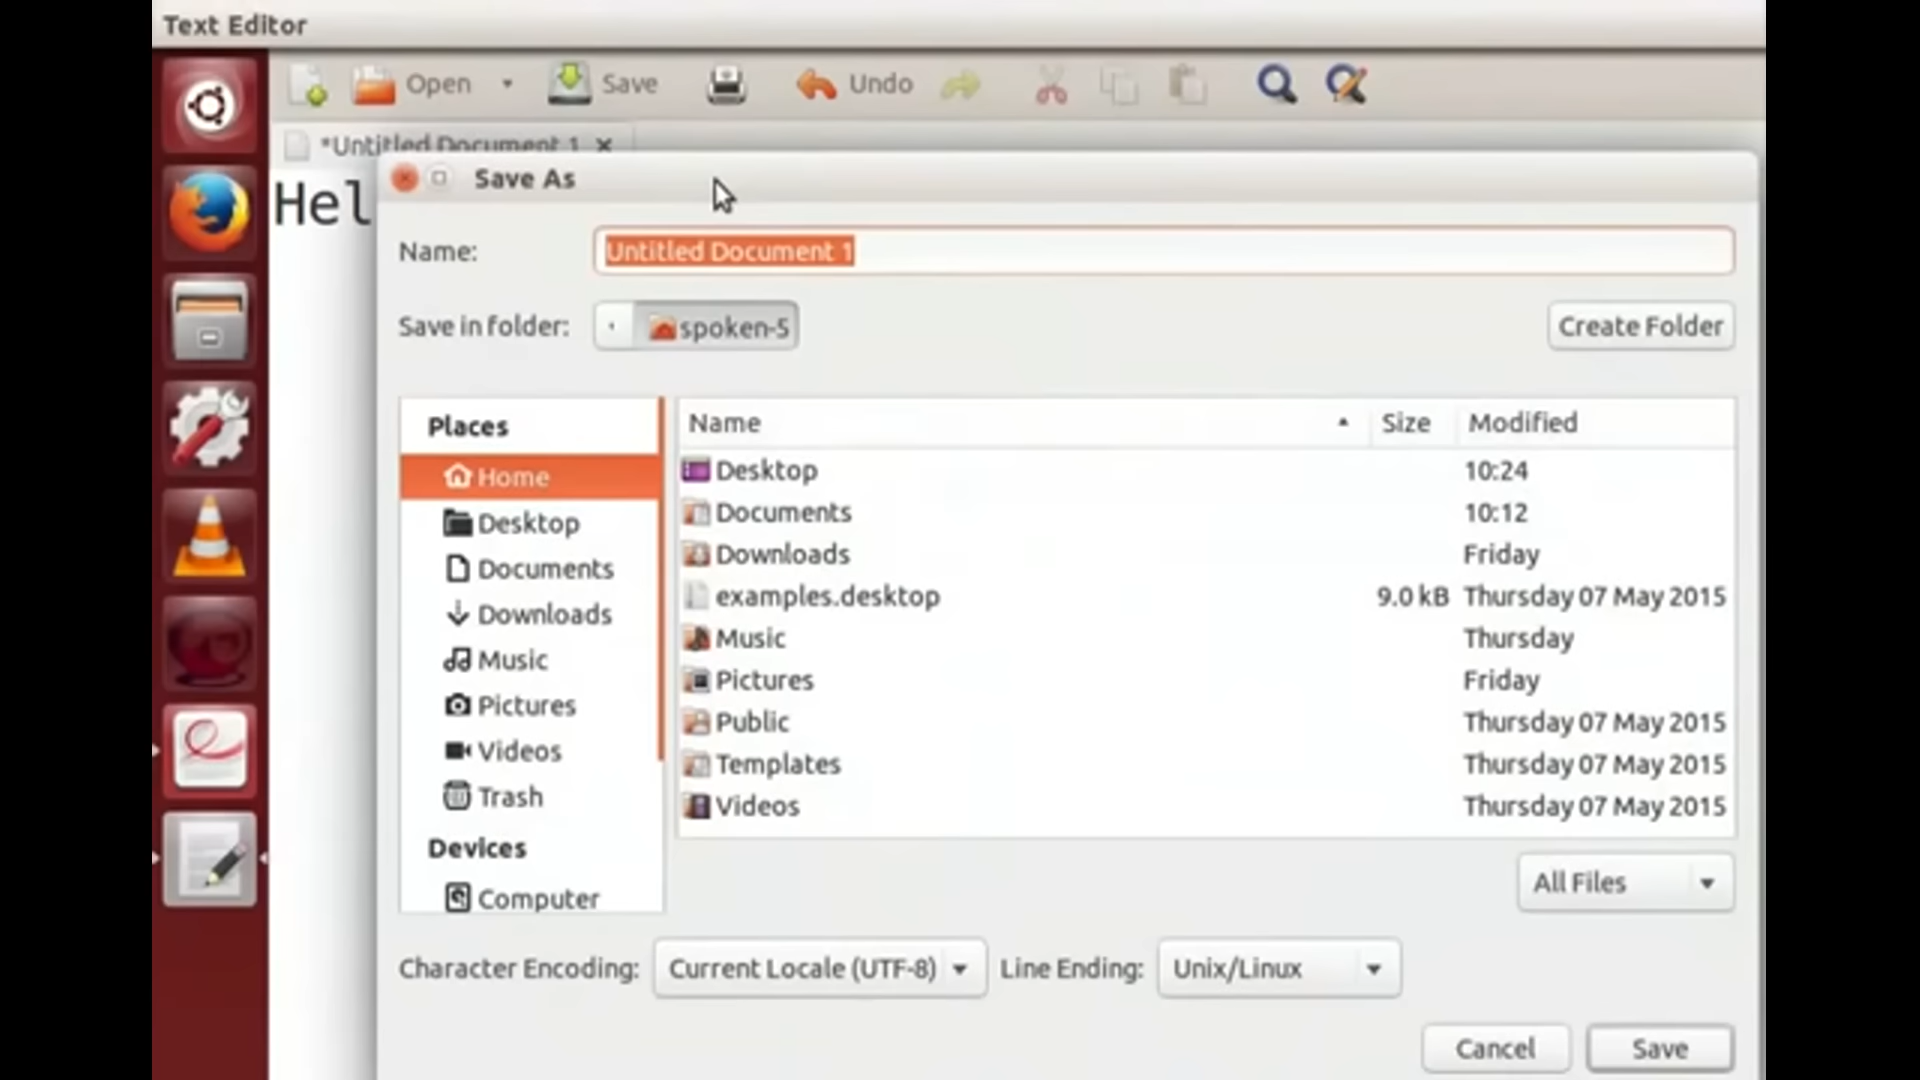 Text Editor
Open Save Undo
*Untitled Document 1
Hel
Save As
Name: Untitled Document 1
Save in folder: spoken-5 Create Folder
Places
Home
Desktop
Documents
Downloads
Music
Pictures
Videos
Trash
Devices
Computer
Name Size Modified
Desktop 10:24
Documents 10:12
Downloads Friday
examples.desktop 9.0 kB Thursday 07 May 2015
Music Thursday
Pictures Friday
Public Thursday 07 May 2015
Templates Thursday 07 May 2015
Videos Thursday 07 May 2015
All Files
Character Encoding: Current Locale (UTF-8) Line Ending: Unix/Linux
Cancel Save